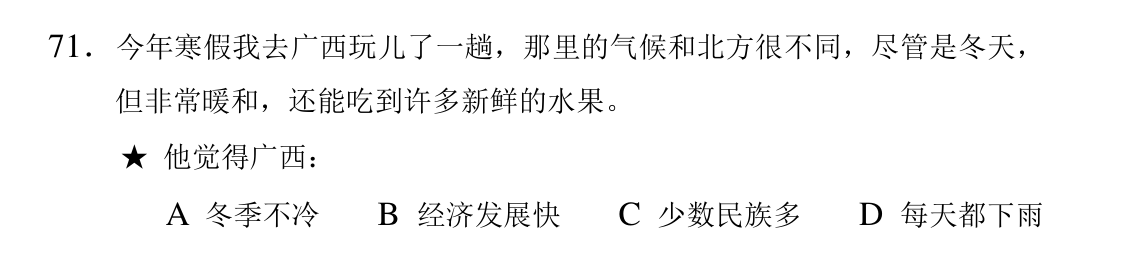 71. 今年寒假我去广西玩儿了一趟，那里的气候和北方很不同，尽管是冬天，
但非常暖和，还能吃到许多新鲜的水果。
★ 他觉得广西：
A 冬季不冷 B 经济发展快 C 少数民族多 D 每天都下雨